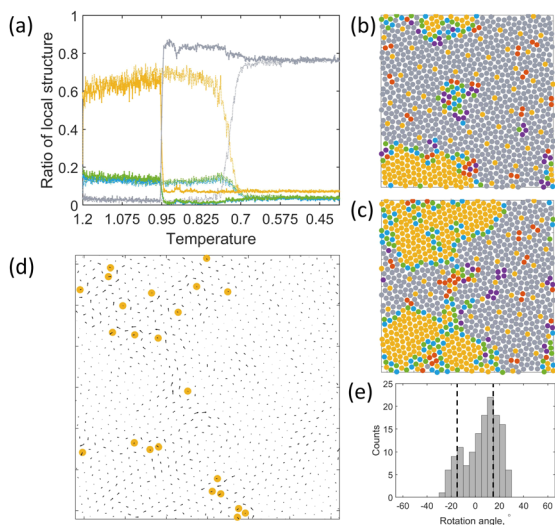 (a)
Ratio of local structure
1
0.8
0.6
0.4
0.2
0
1.2 1.075 0.95 0.825 0.7 0.575 0.45
Temperature
(b)
(c)
(d)
(e)
Counts
25
20
15
10
5
0
-60 -40 -20 0 20 40 60
Rotation angle, °